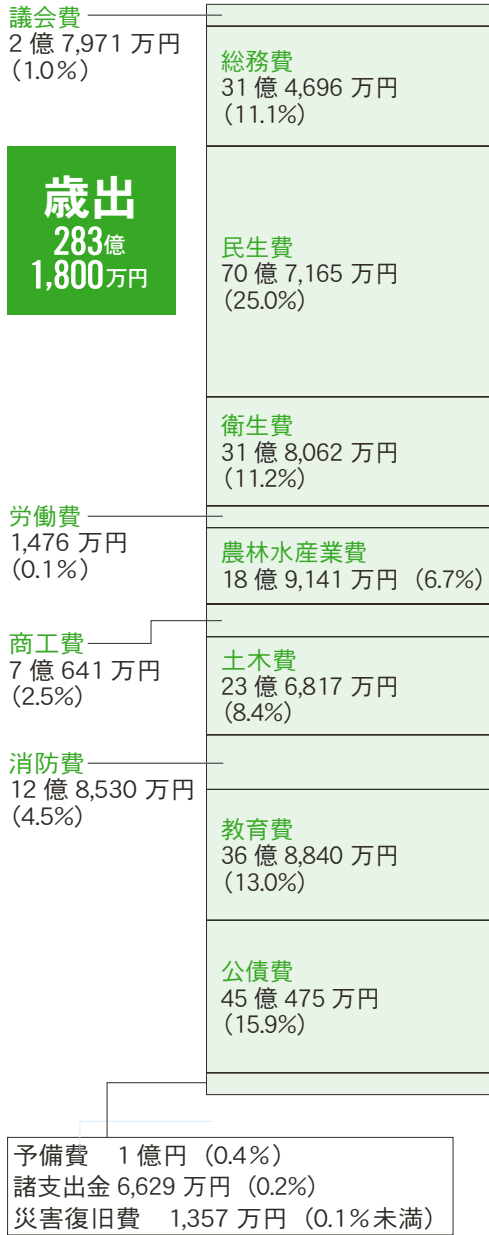 議会費
2 億 7,971 万円
（1.0％）
総務費
31 億 4,696 万円
（11.1%）
歳出
283億
1,800万円
民生費
70 億 7,165 万円
（25.0%）
衛生費
31 億 8,062 万円
（11.2%）
労働費
1,476 万円
（0.1％）
農林水産業費
18 億 9,141 万円（6.7%）
商工費
7 億 641 万円
（2.5%）
土木費
23 億 6,817 万円
（8.4%）
消防費
12 億 8,530 万円
（4.5%）
教育費
36 億 8,840 万円
（13.0%）
公債費
45 億 475 万円
（15.9%）
予備費　1 億円（0.4％）
諸支出金 6,629 万円（0.2%）
災害復旧費　1,357 万円（0.1％未満）